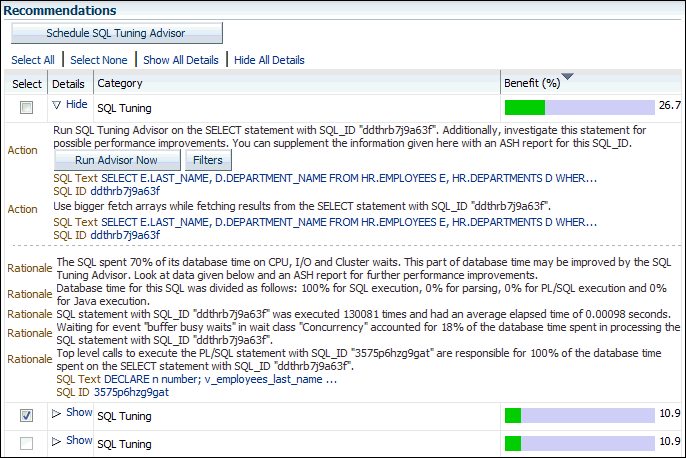 Recommendations
Schedule SQL Tuning Advisor
Select All Select None Show All Details Hide All Details
Select Details Category Benefit (%)
Hide SQL Tuning 26.7
Action Run SQL Tuning Advisor on the SELECT statement with SQL_ID "ddthrb7j9a63f". Additionally, investigate this statement for
possible performance improvements. You can supplement the information given here with an ASH report for this SQL_ID.
Run Advisor Now Filters
SQL Text SELECT E.LAST_NAME, D.DEPARTMENT_NAME FROM HR.EMPLOYEES E, HR.DEPARTMENTS D WHER...
SQL ID ddthrb7j9a63f
Action Use bigger fetch arrays while fetching results from the SELECT statement with SQL_ID "ddthrb7j9a63f".
SQL Text SELECT E.LAST_NAME, D.DEPARTMENT_NAME FROM HR.EMPLOYEES E, HR.DEPARTMENTS D WHER...
SQL ID ddthrb7j9a63f
Rationale The SQL spent 70% of its database time on CPU, I/O and Cluster waits. This part of database time may be improved by the SQL
Tuning Advisor. Look at data given below and an ASH report for further performance improvements.
Rationale Database time for this SQL was divided as follows: 100% for SQL execution, 0% for parsing, 0% for PL/SQL execution and 0%
for Java execution.
Rationale SQL statement with SQL_ID "ddthrb7j9a63f" was executed 130081 times and had an average elapsed time of 0.00098 seconds.
Rationale Waiting for event "buffer busy waits" in wait class "Concurrency" accounted for 18% of the database time spent in processing the
SQL statement with SQL_ID "ddthrb7j9a63f".
Rationale Top level calls to execute the PL/SQL statement with SQL_ID "3575p6hzg9gat" are responsible for 100% of the database time
spent on the SELECT statement with SQL_ID "ddthrb7j9a63f".
SQL Text DECLARE n number; v_employees_last_name ...
SQL ID 3575p6hzg9gat
Show SQL Tuning 10.9
Show SQL Tuning 10.9